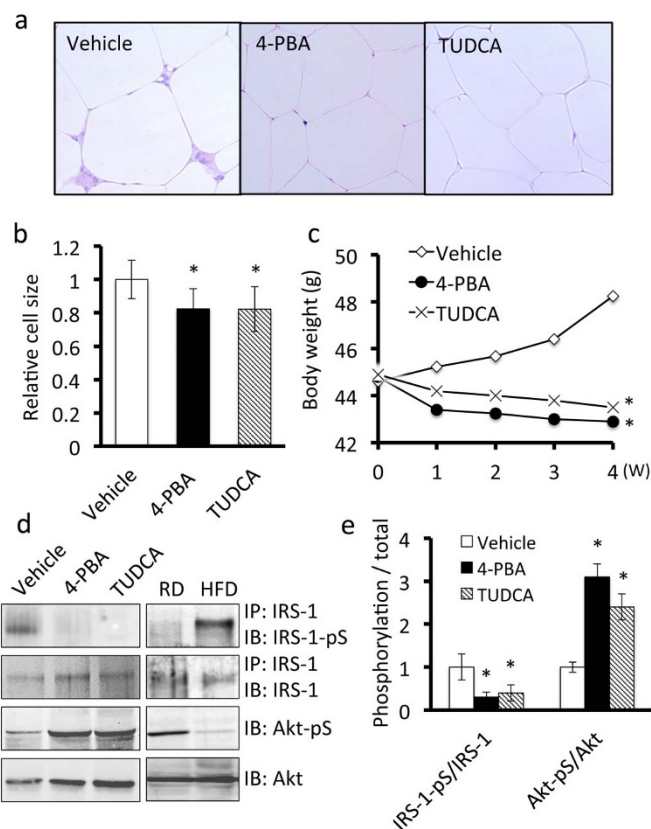 a
Vehicle
4-PBA
TUDCA
b
1.2
1
0.8
0.6
0.4
0.2
0
Relative cell size
*
*
Vehicle
4-PBA
TUDCA
c
50
48
46
44
42
Body weight (g)
Vehicle
4-PBA
TUDCA
*
*
0 1 2 3 4 (W)
d
Vehicle
4-PBA
TUDCA
RD HFD
IP: IRS-1
IB: IRS-1-pS
IP: IRS-1
IB: IRS-1
IB: Akt-pS
IB: Akt
e
4
3
2
1
0
Phosphorylation / total
Vehicle
4-PBA
TUDCA
* *
* *
IRS-1-pS/IRS-1
Akt-pS/Akt